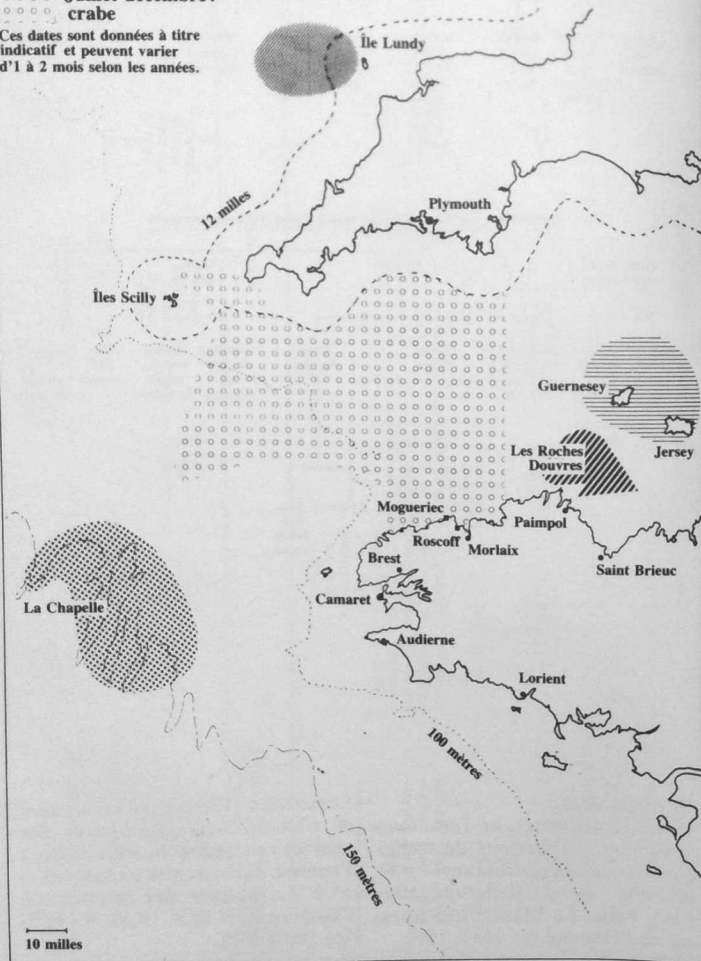 crabe
Ces dates sont données à titre
indicatif et peuvent varier
d'1 à 2 mois selon les années.
Île Lundy
12 milles
Plymouth
Îles Scilly
Guernesey
Jersey
Les Roches
Douvres
Mogueriec
Roscoff
Morlaix
Paimpol
Saint Brieuc
Brest
Camaret
La Chapelle
Audierne
Lorient
100 mètres
150 mètres
10 milles